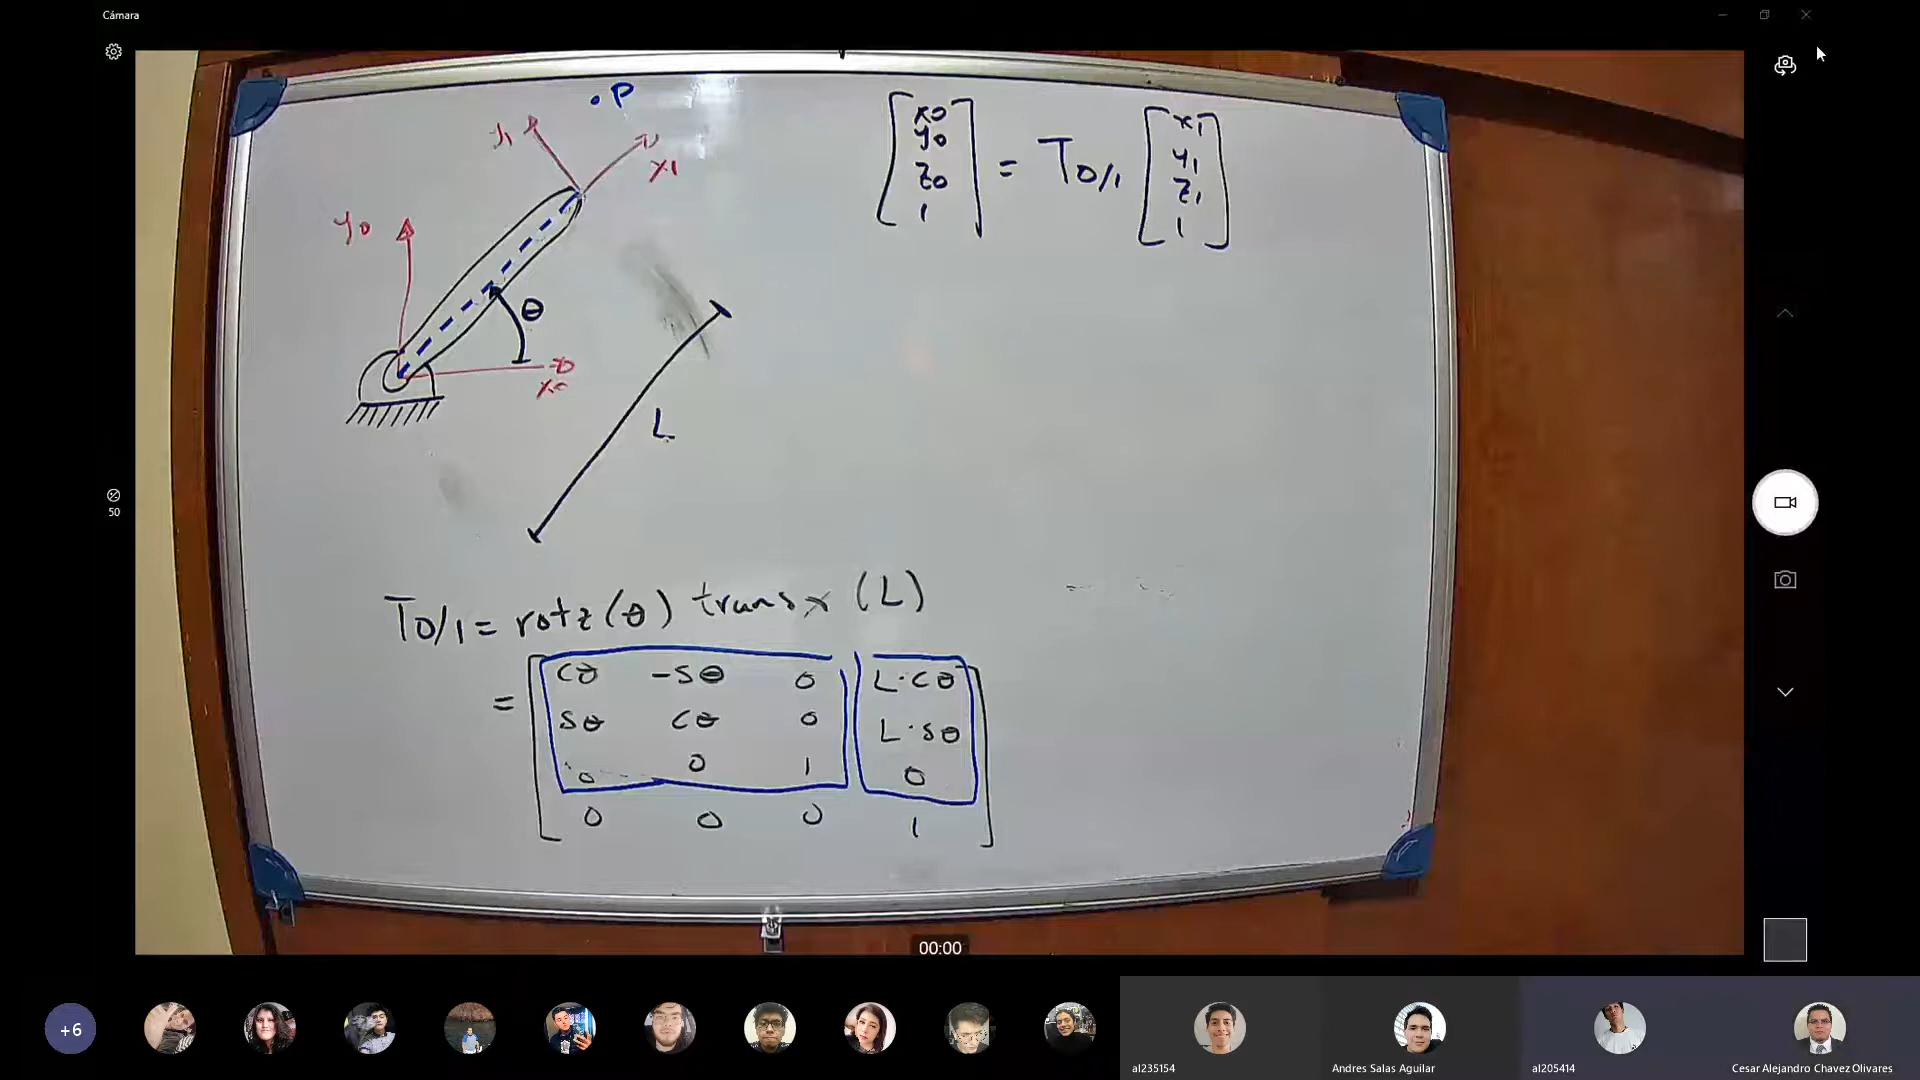 Cámara
.P
y1
x1
y0
θ
x0
L
x0
y0
z0
1
= T0/1
x1
y1
z1
1
T0/1 = rotz(θ) transx (L)
= cθ -sθ 0 L·cθ
sθ cθ 0 L·sθ
0 0 1 0
0 0 0 1
50
00:00
+6
al235154
Andres Salas Aguilar
al205414
Cesar Alejandro Chavez Olivares